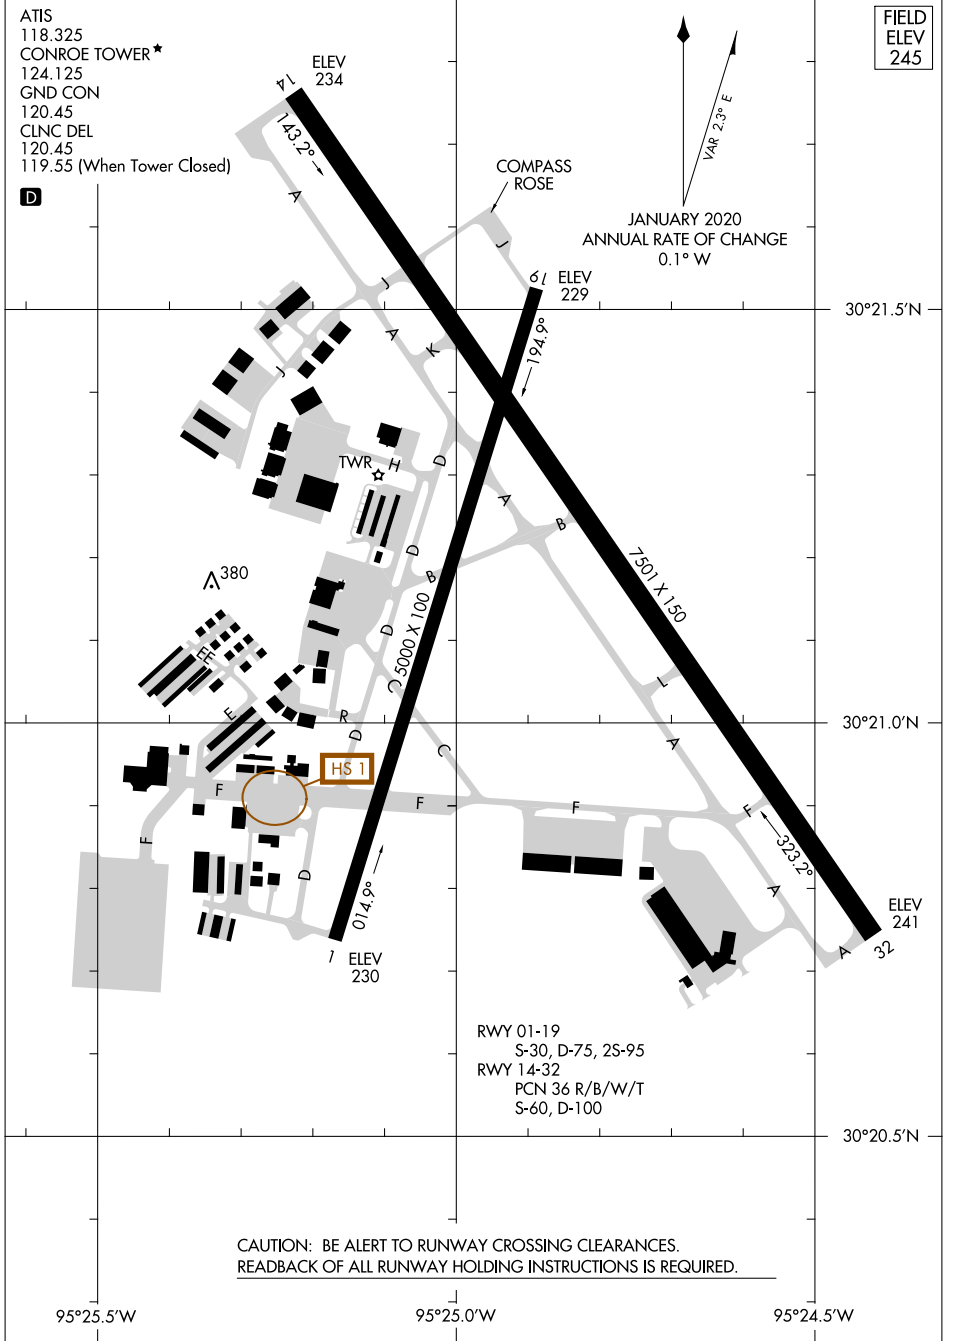 ATIS
118.325
CONROE TOWER★
124.125
GND CON
120.45
CLNC DEL
120.45
119.55 (When Tower Closed)
D
FIELD
ELEV
245
VAR 2.3° E
JANUARY 2020
ANNUAL RATE OF CHANGE
0.1° W
14
ELEV
234
143.2°
COMPASS
ROSE
A
J
J
19
ELEV
229
30°21.5'N
194.9°
A
K
J
TWR
H
D
A
B
D
B
7501 X 150
380
5000 X 100
D
EE
C
L
E
R
D
30°21.0'N
C
A
HS 1
F
F
F
F
F
323.2°
D
A
014.9°
ELEV
241
32
A
1
ELEV
230
RWY 01-19
S-30, D-75, 2S-95
RWY 14-32
PCN 36 R/B/W/T
S-60, D-100
30°20.5'N
CAUTION: BE ALERT TO RUNWAY CROSSING CLEARANCES.
READBACK OF ALL RUNWAY HOLDING INSTRUCTIONS IS REQUIRED.
95°25.5'W
95°25.0'W
95°24.5'W